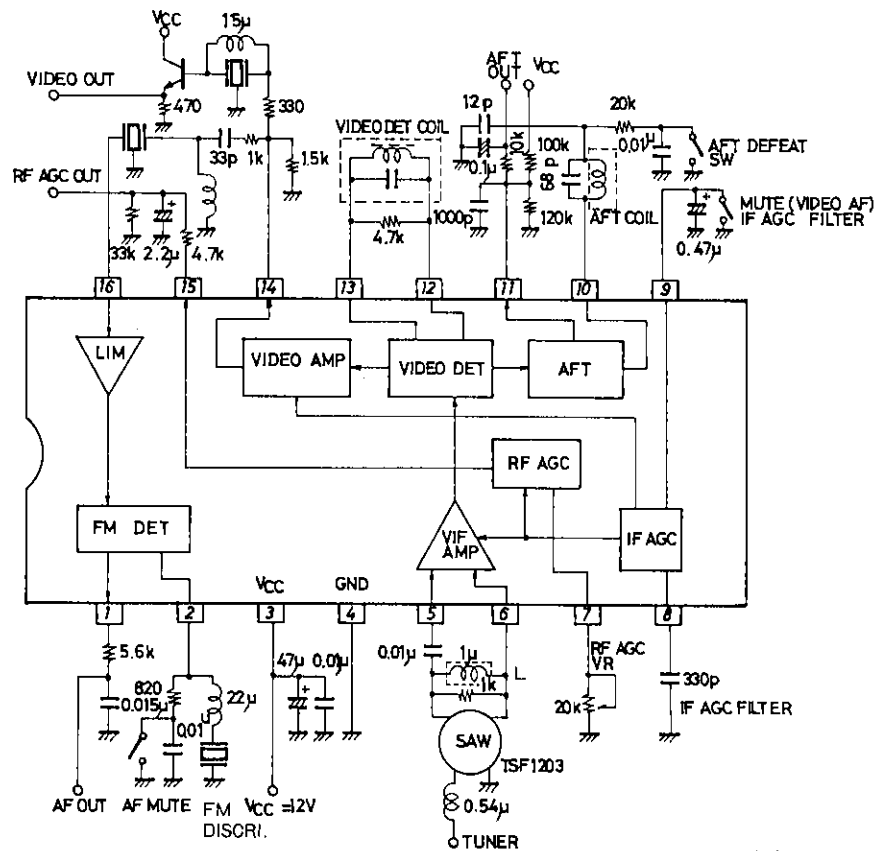 VCC
15μ
AFT
OUT
VCC
VIDEO OUT
470
330
12p
20k
VIDEO DET COIL
33p
1k
1.5k
0.1μ
10k
100k
68p
0.01μ
AFT DEFEAT
SW
RF AGC OUT
1000p
120k
AFT COIL
MUTE (VIDEO AF)
IF AGC FILTER
33k
2.2μ
4.7k
4.7k
0.47μ
16
15
14
13
12
11
10
9
LIM
VIDEO AMP
VIDEO DET
AFT
RF AGC
FM DET
VIF
AMP
IF AGC
VCC
GND
1
2
3
4
5
6
7
8
5.6k
47μ
0.01μ
0.01μ
1μ
L
RF AGC
VR
820
0.015μ
22μ
1k
330p
0.01μ
20k
IF AGC FILTER
SAW
TSF1203
AF OUT
AF MUTE
FM
DISCRI.
VCC=12V
0.54μ
TUNER